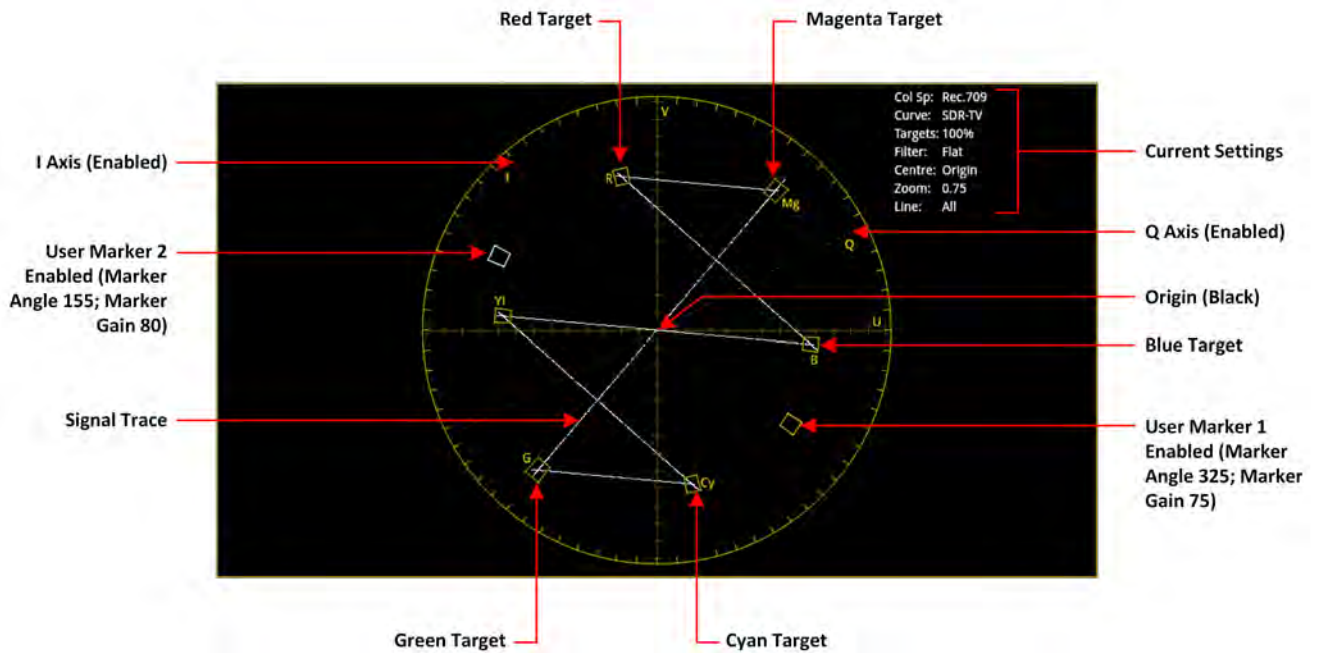 Red Target
Magenta Target
Col Sp: Rec.709
Curve: SDR-TV
Targets: 100%
Filter: Flat
Centre: Origin
Zoom: 0.75
Line: All
Current Settings
V
I Axis (Enabled)
I
R
Mg
Q
Q Axis (Enabled)
User Marker 2
Enabled (Marker
Angle 155; Marker
Gain 80)
Yl
U
Origin (Black)
B
Blue Target
Signal Trace
User Marker 1
Enabled (Marker
Angle 325; Marker
Gain 75)
G
Cy
Green Target
Cyan Target